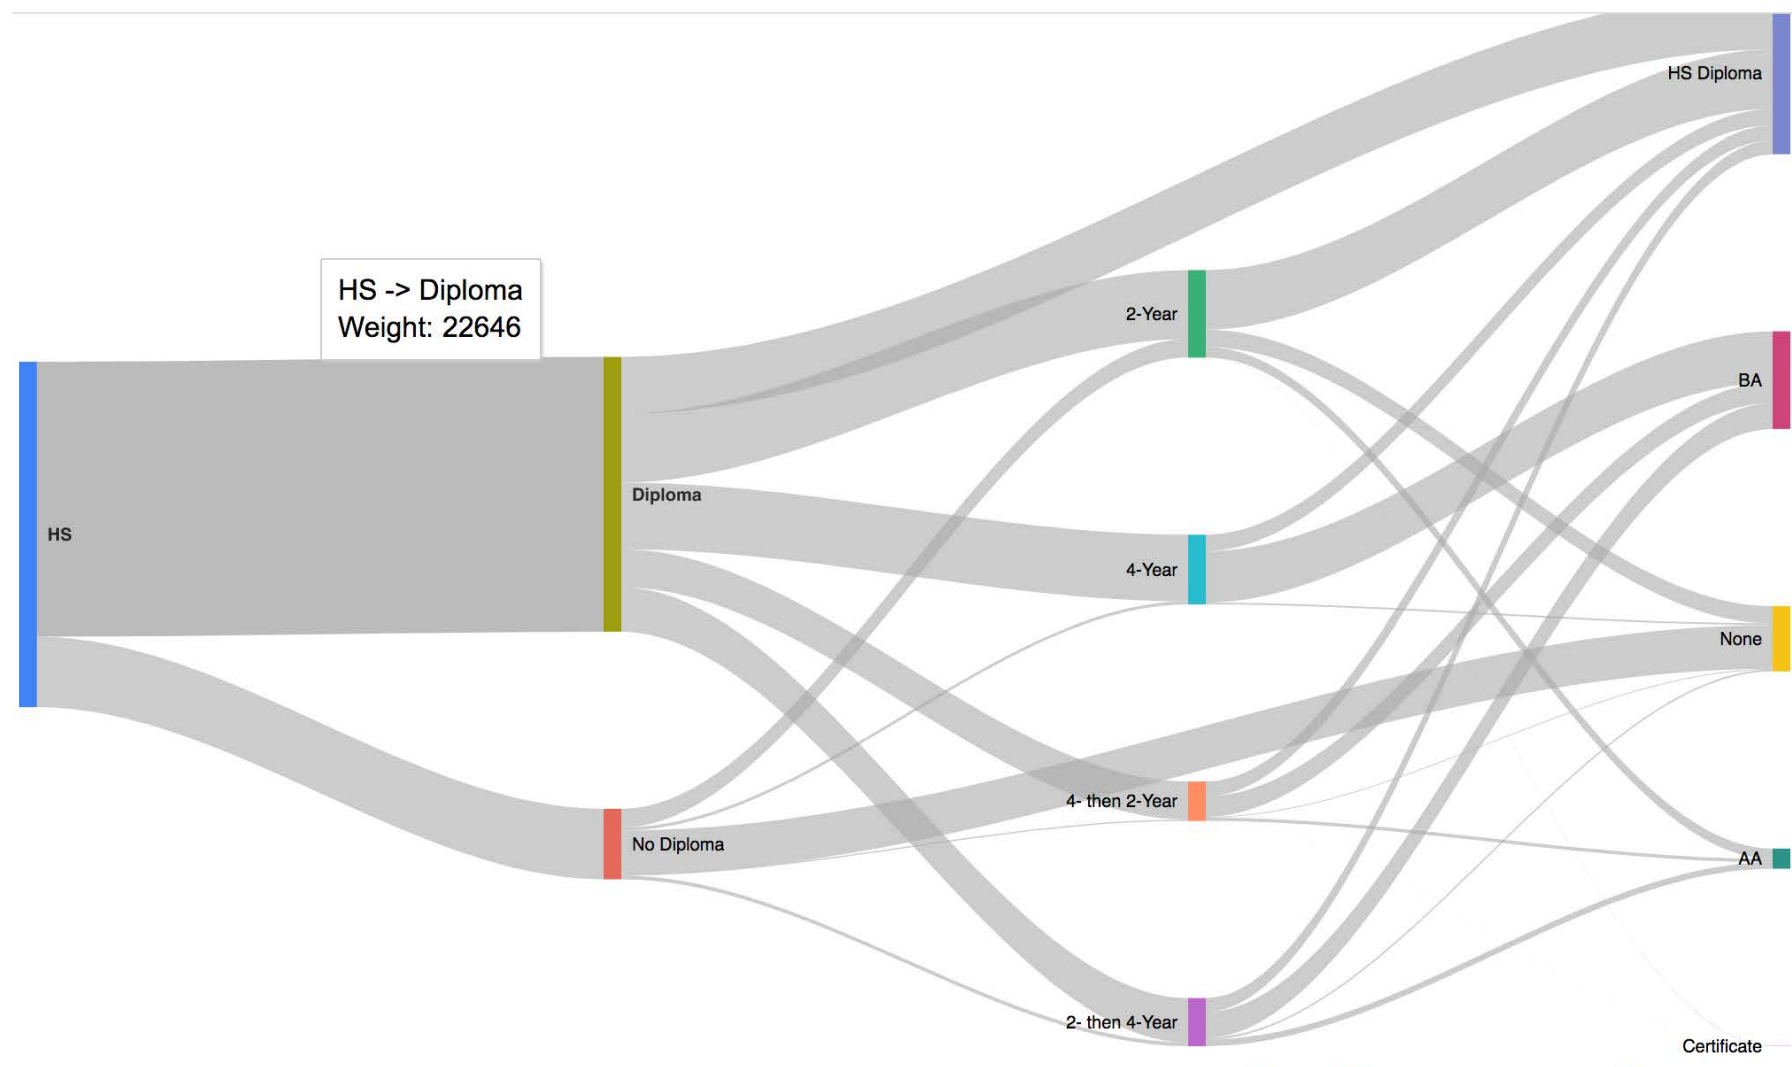 HS Diploma
HS -> Diploma
Weight: 22646
2-Year
BA
Diploma
HS
4-Year
None
4- then 2-Year
No Diploma
AA
2- then 4-Year
Certificate